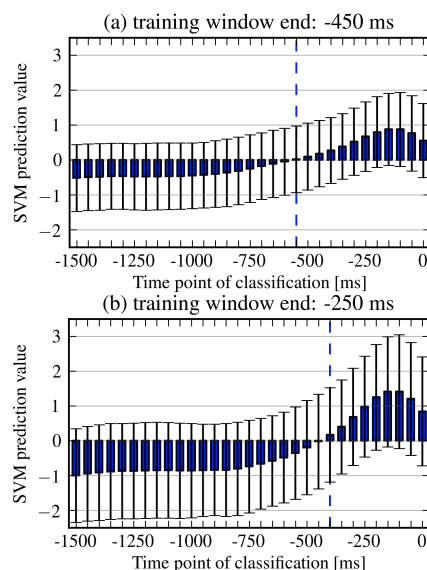 (a) training window end: -450 ms
3
2
1
0
−1
−2
SVM prediction value
-1500 -1250 -1000 -750 -500 -250 0
Time point of classification [ms]
(b) training window end: -250 ms
3
2
1
0
−1
−2
SVM prediction value
-1500 -1250 -1000 -750 -500 -250 0
Time point of classification [ms]